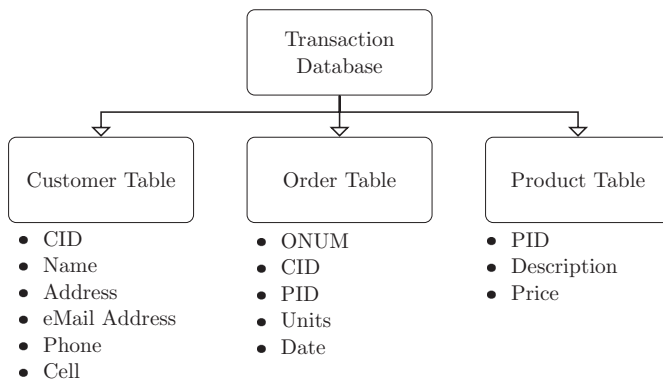 Transaction
Database
Customer Table
Order Table
Product Table
• CID
• Name
• Address
• eMail Address
• Phone
• Cell
• ONUM
• CID
• PID
• Units
• Date
• PID
• Description
• Price